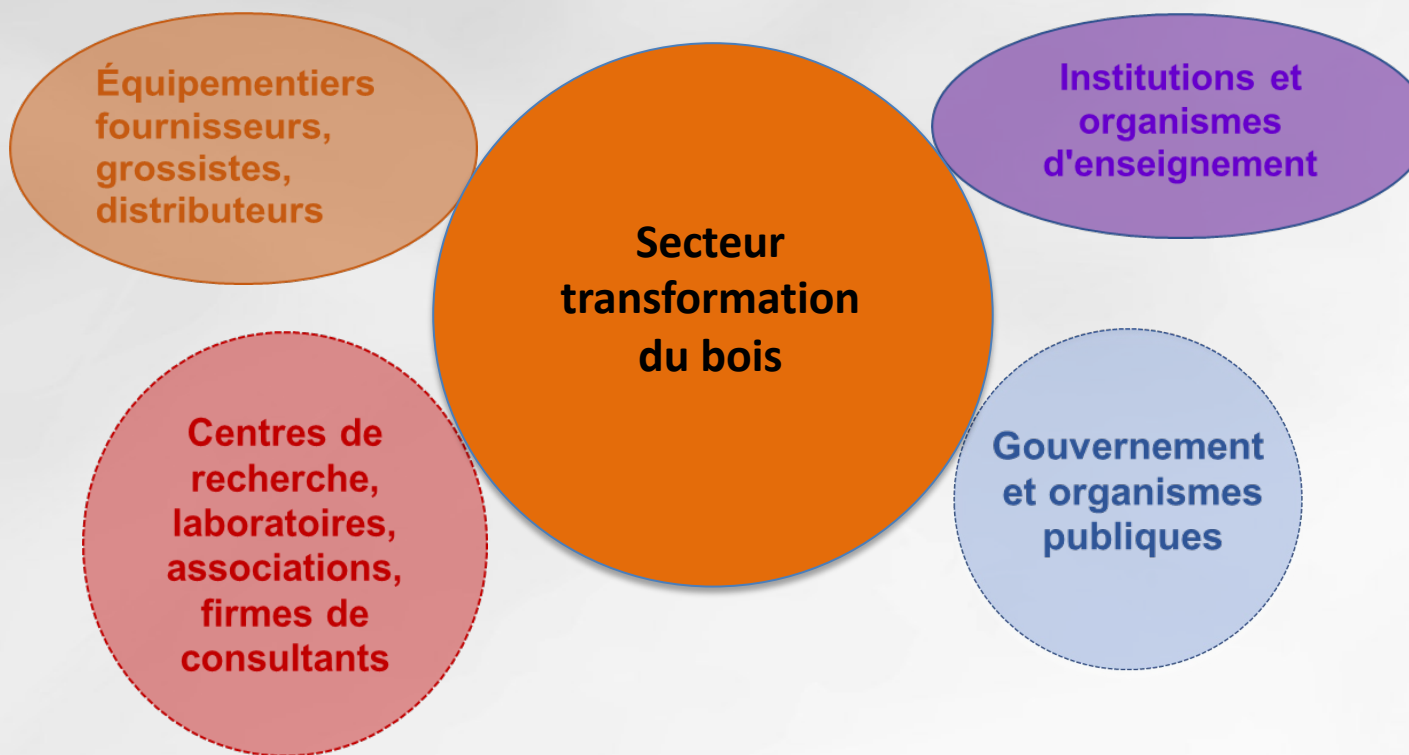 Équipementiers
fournisseurs,
grossistes,
distributeurs
Institutions et
organismes
d'enseignement
Secteur
transformation
du bois
Centres de
recherche,
laboratoires,
associations,
firmes de
consultants
Gouvernement
et organismes
publiques